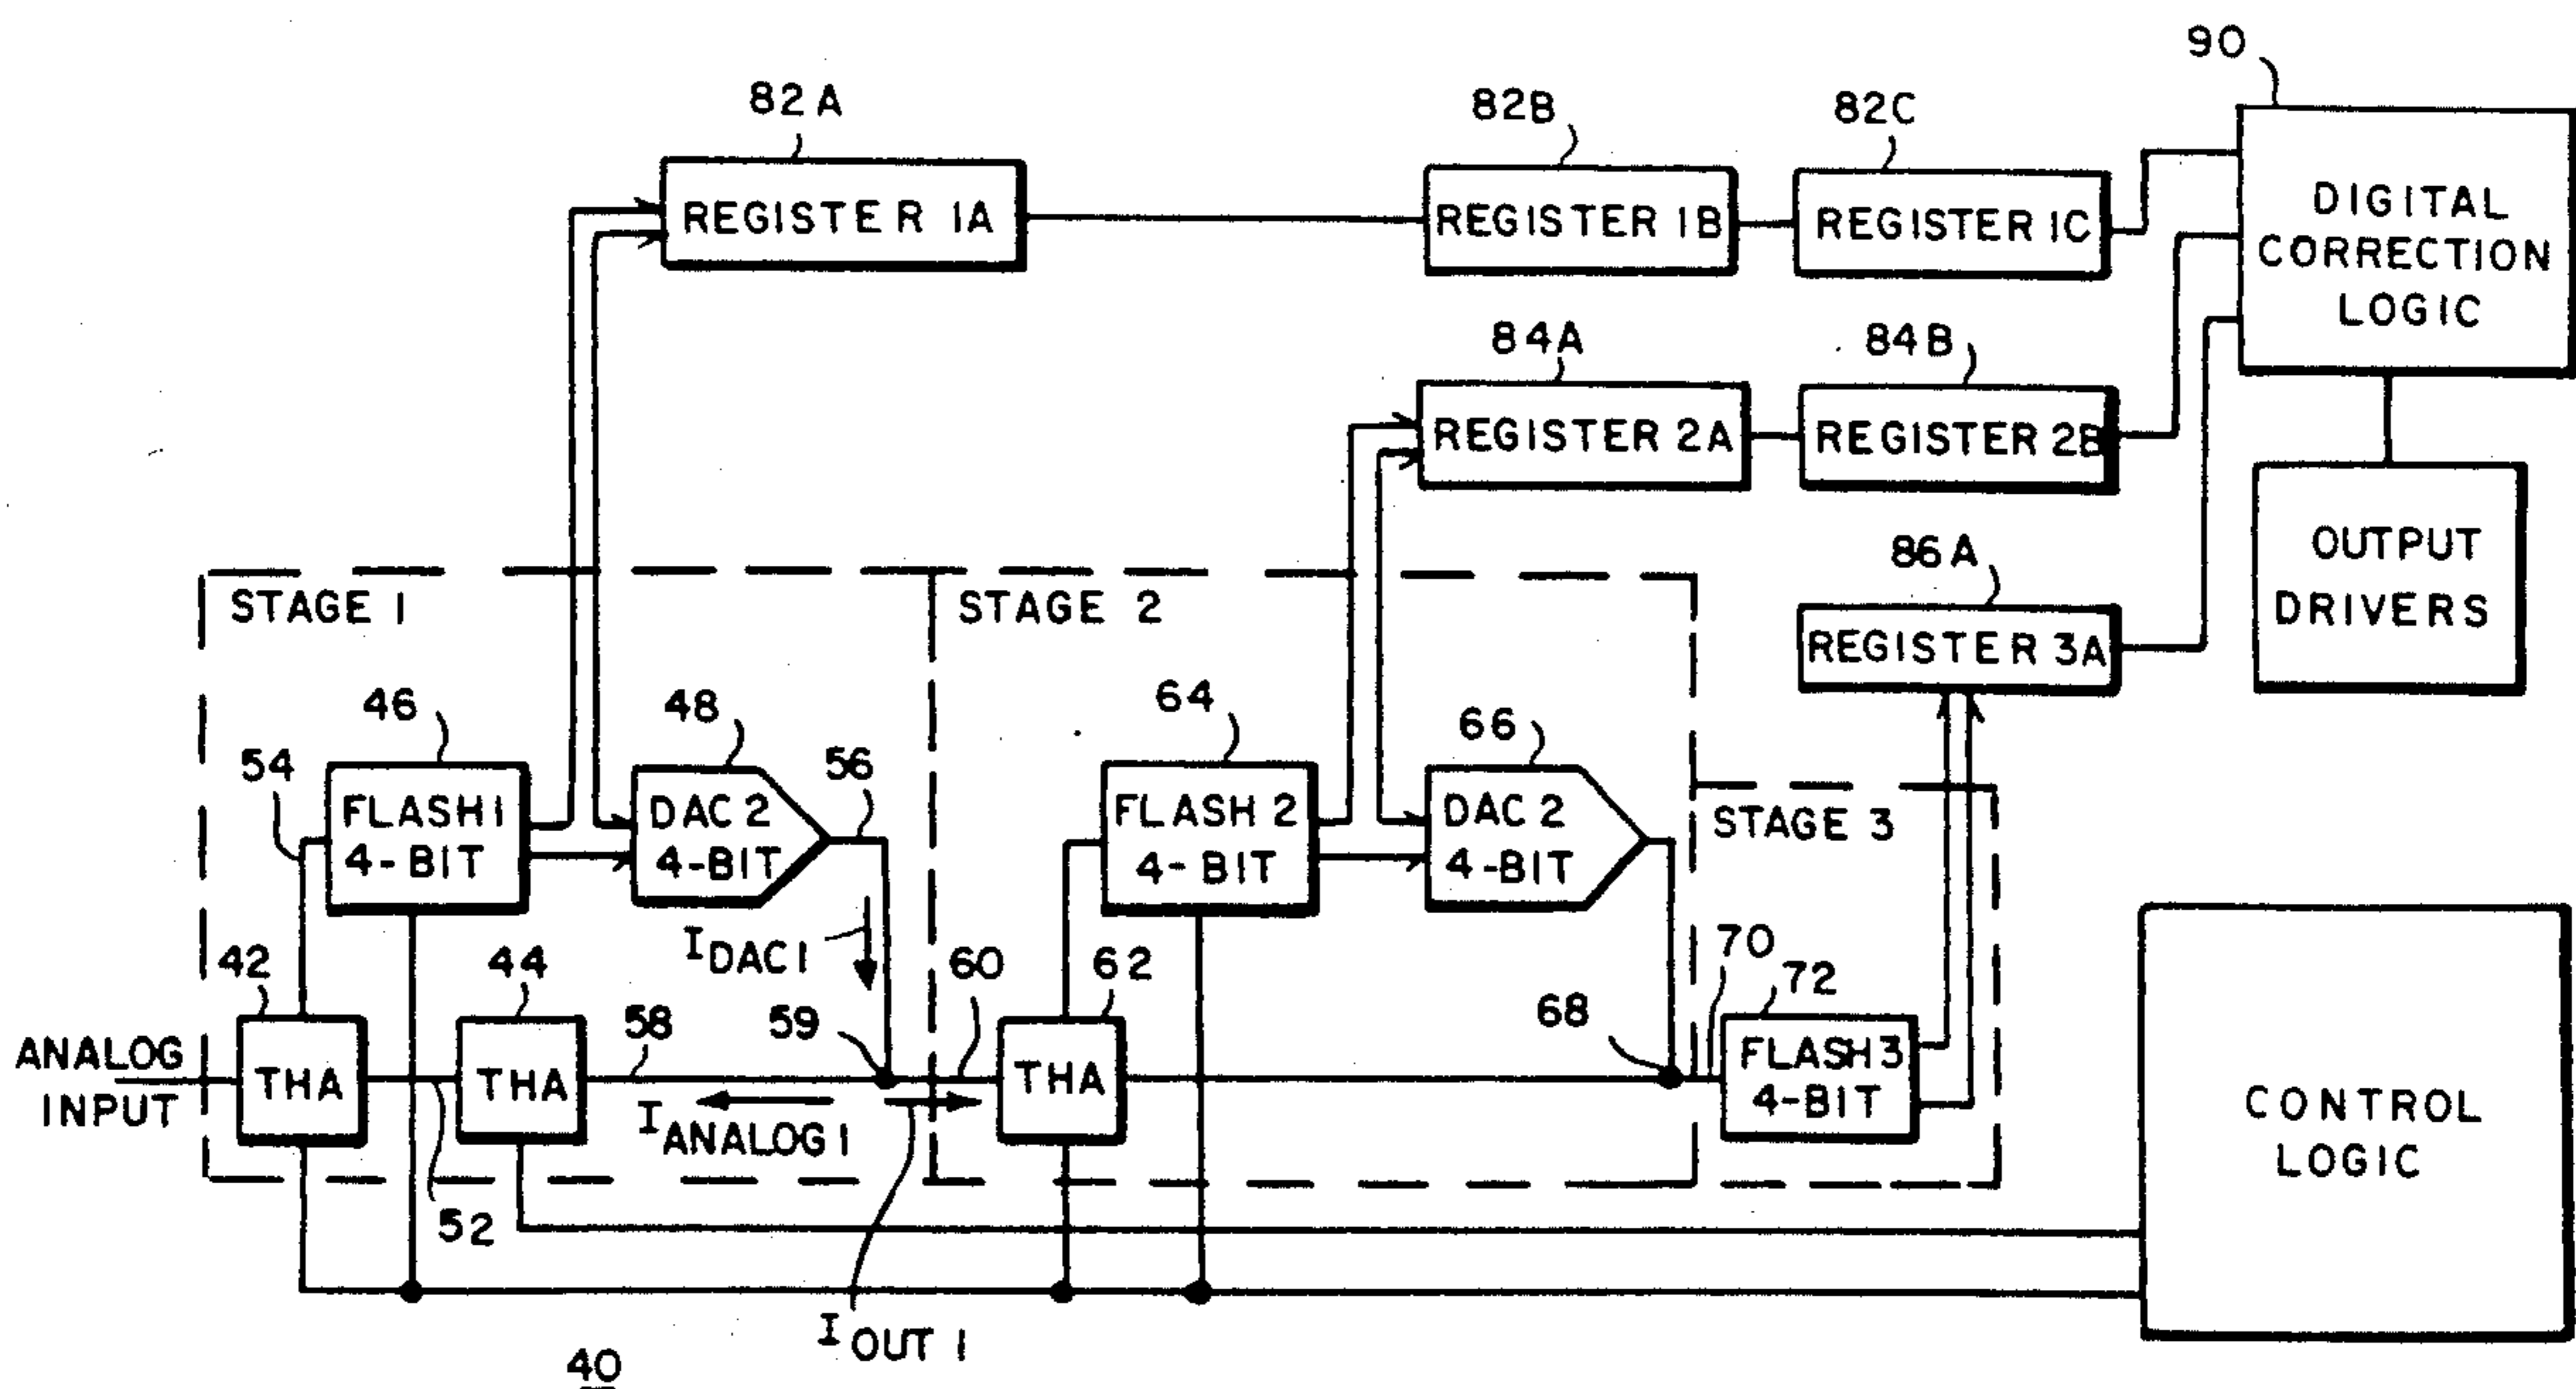 90
82A
82B
82C
REGISTER 1A
REGISTER 1B
REGISTER 1C
DIGITAL
CORRECTION
LOGIC
84A
84B
REGISTER 2A
REGISTER 2B
OUTPUT
DRIVERS
86A
REGISTER 3A
STAGE 1
STAGE 2
STAGE 3
46
48
56
64
66
54
FLASH 1
4-BIT
DAC 2
4-BIT
FLASH 2
4-BIT
DAC 2
4-BIT
I DAC 1
42
44
58
59
60
62
68
70
72
ANALOG
INPUT
THA
THA
THA
FLASH 3
4-BIT
I ANALOG 1
CONTROL
LOGIC
52
I OUT 1
40